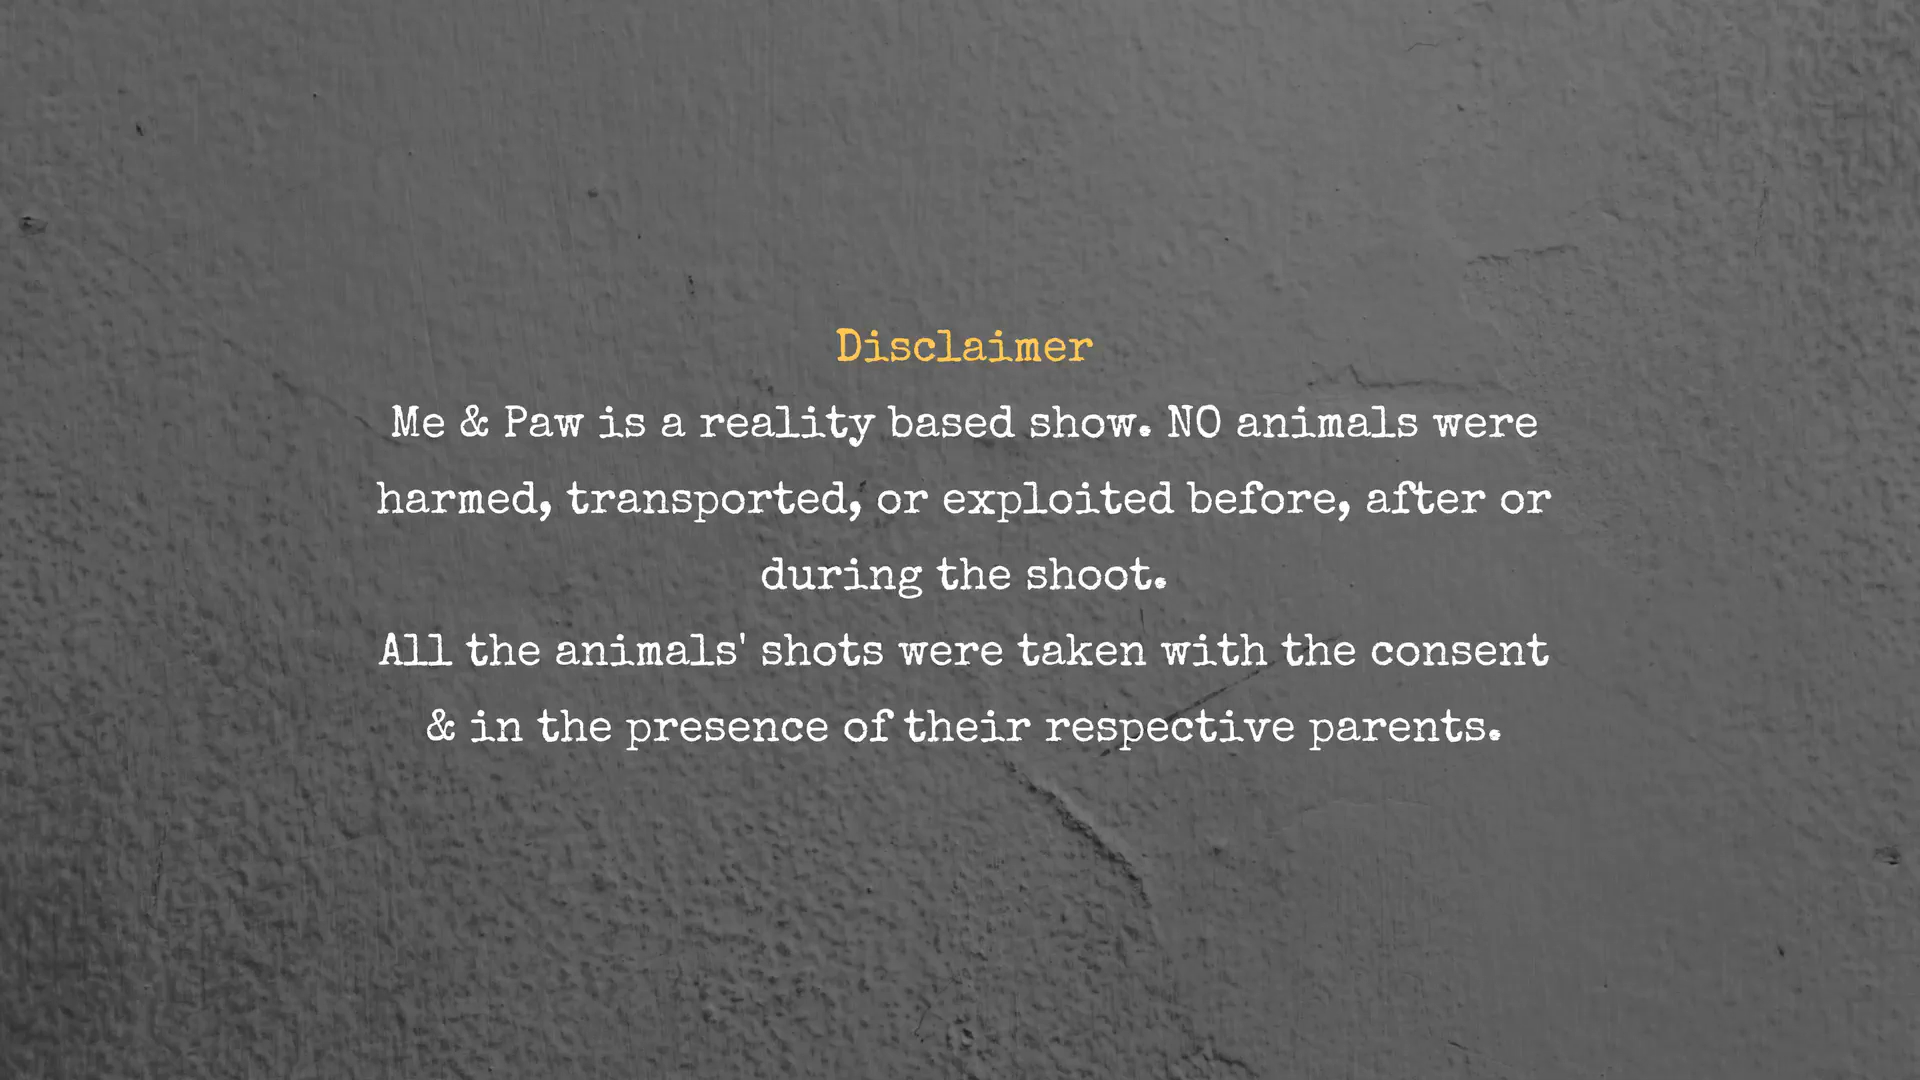 Disclaimer
Me & Paw is a reality based show. NO animals were
harmed, transported, or exploited before, after or
during the shoot.
All the animals' shots were taken with the consent
& in the presence of their respective parents.